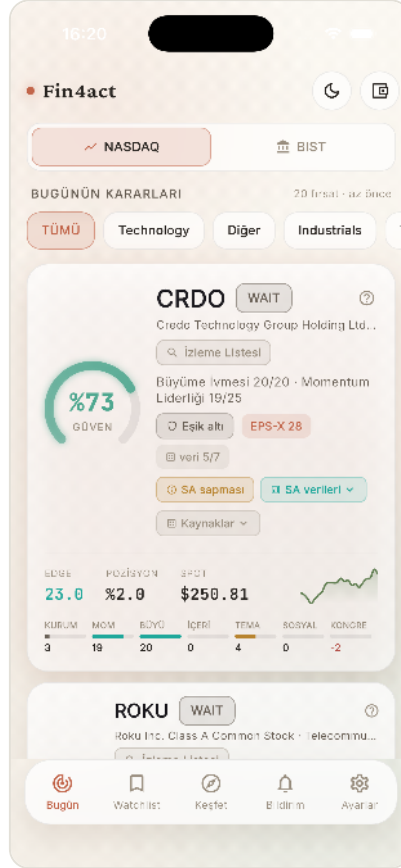 16:20
Fin4act
NASDAQ
BIST
BUGÜNÜN KARARLARI
20 fırsat · az önce
TÜMÜ
Technology
Diğer
Industrials
CRDO
WAIT
Credo Technology Group Holding Ltd...
İzleme Listesi
Büyüme İvmesi 20/20 · Momentum
Liderliği 19/25
%73
GÜVEN
Eşik altı
EPS-X 28
veri 5/7
SA sapması
SA verileri
Kaynaklar
EDGE
POZİSYON
SPOT
23.0
%2.0
$250.81
KURUM
MOM
BÜYÜ
İÇERİ
TEMA
SOSYAL
KONGRE
3
19
20
0
4
0
-2
ROKU
WAIT
Roku Inc. Class A Common Stock · Telecommu...
İzleme Listesi
Bugün
Watchlist
Keşfet
Bildirim
Ayarlar